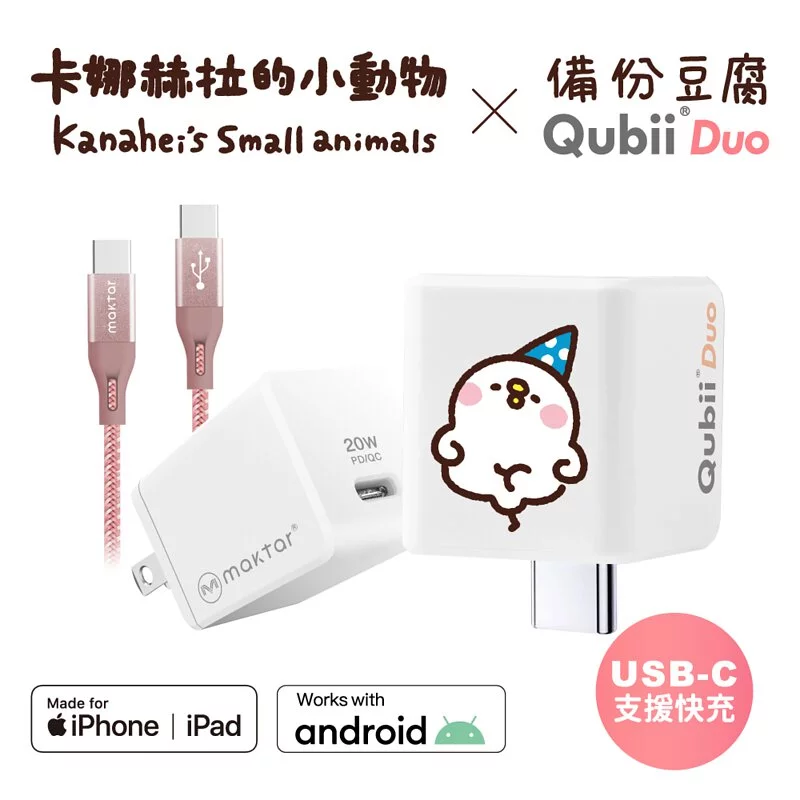 卡娜赫拉的小動物
Kanahei's Small animals
×
備份豆腐
Qubii® Duo
maktar
20W
PD/QC
maktar®
Qubii® Duo
USB-C
支援快充
Made for
iPhone | iPad
Works with
android